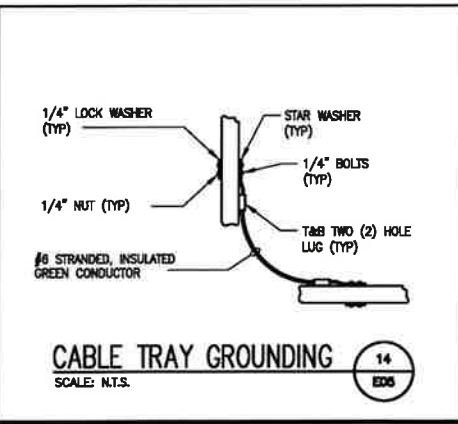 1/4" LOCK WASHER
(TYP)
STAR WASHER
(TYP)
1/4" BOLTS
(TYP)
1/4" NUT (TYP)
T&B TWO (2) HOLE
LUG (TYP)
#6 STRANDED, INSULATED
GREEN CONDUCTOR
CABLE TRAY GROUNDING
SCALE: N.T.S.
14
E05